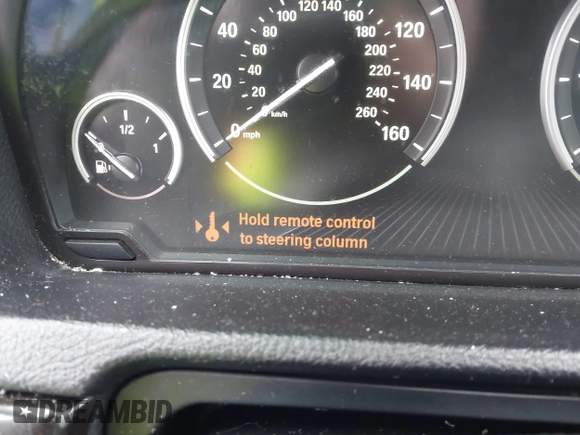 120 140
100 160
40 80 180 120
60 200
20 40 220 140
20 240
0 km/h 260
0 mph 160
1/2
1
Hold remote control
to steering column
DREAMBID